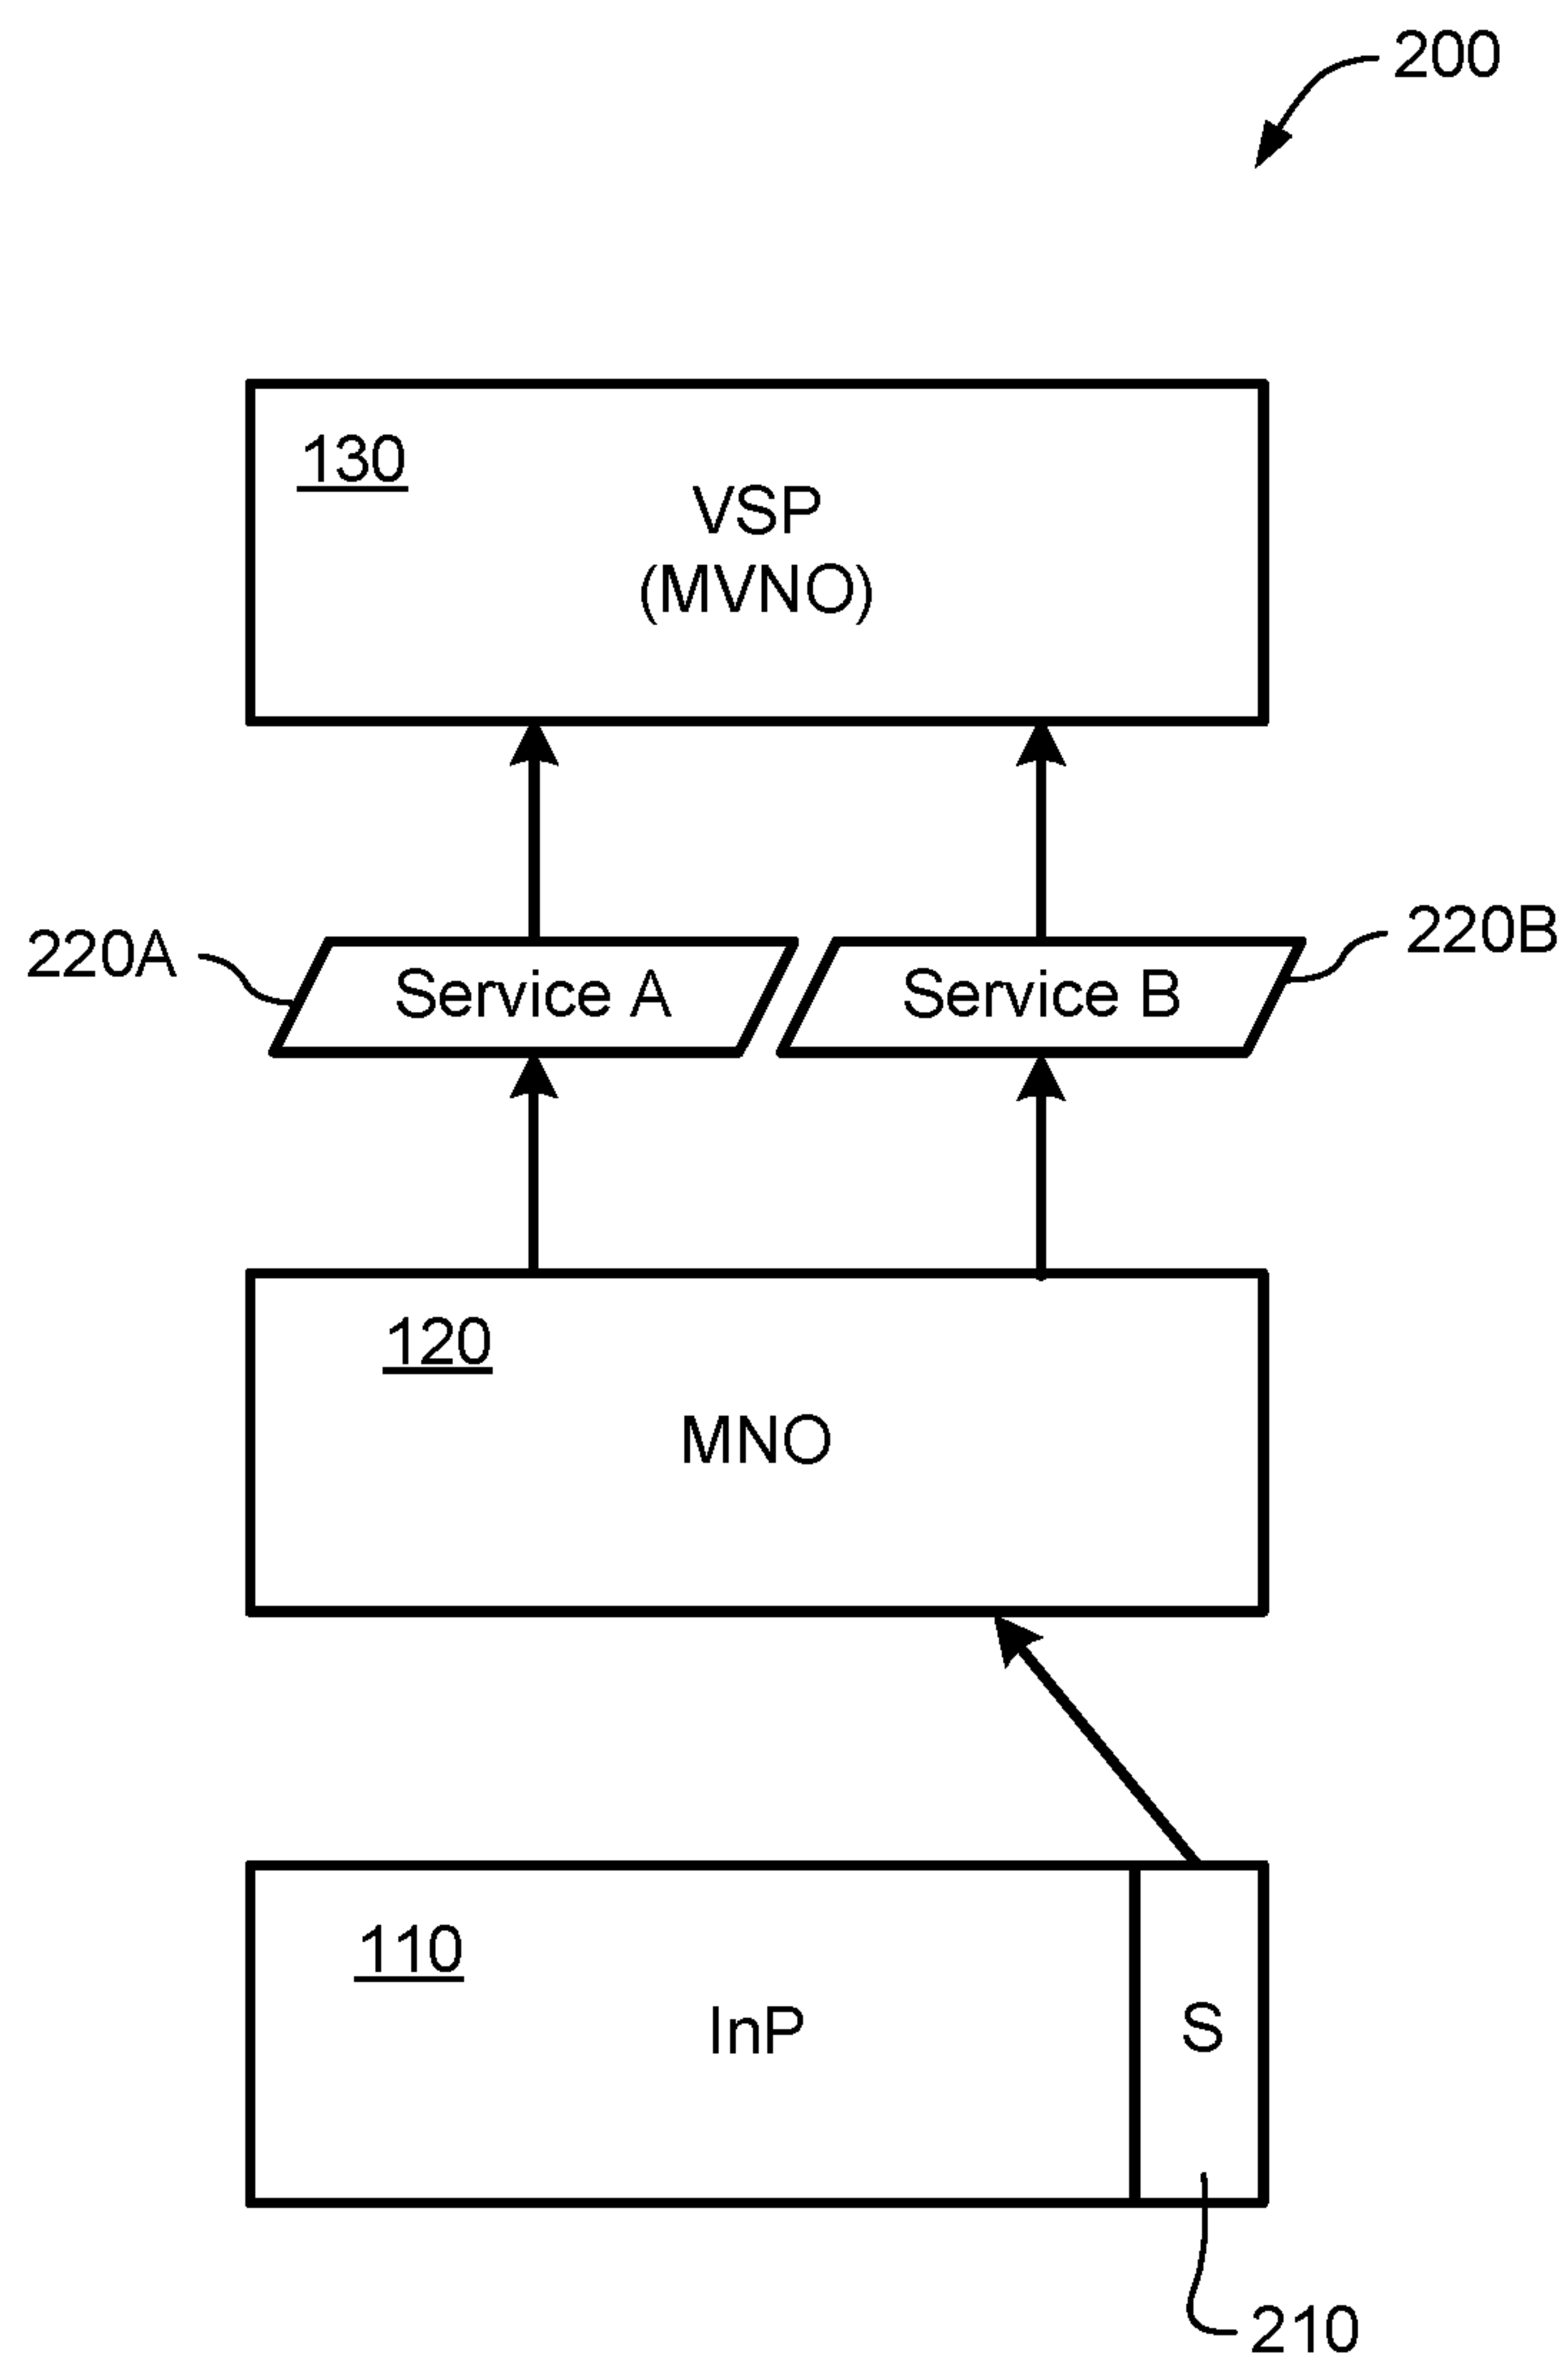 200
130
VSP
(MVNO)
220A
Service A
Service B
220B
120
MNO
110
InP
S
210